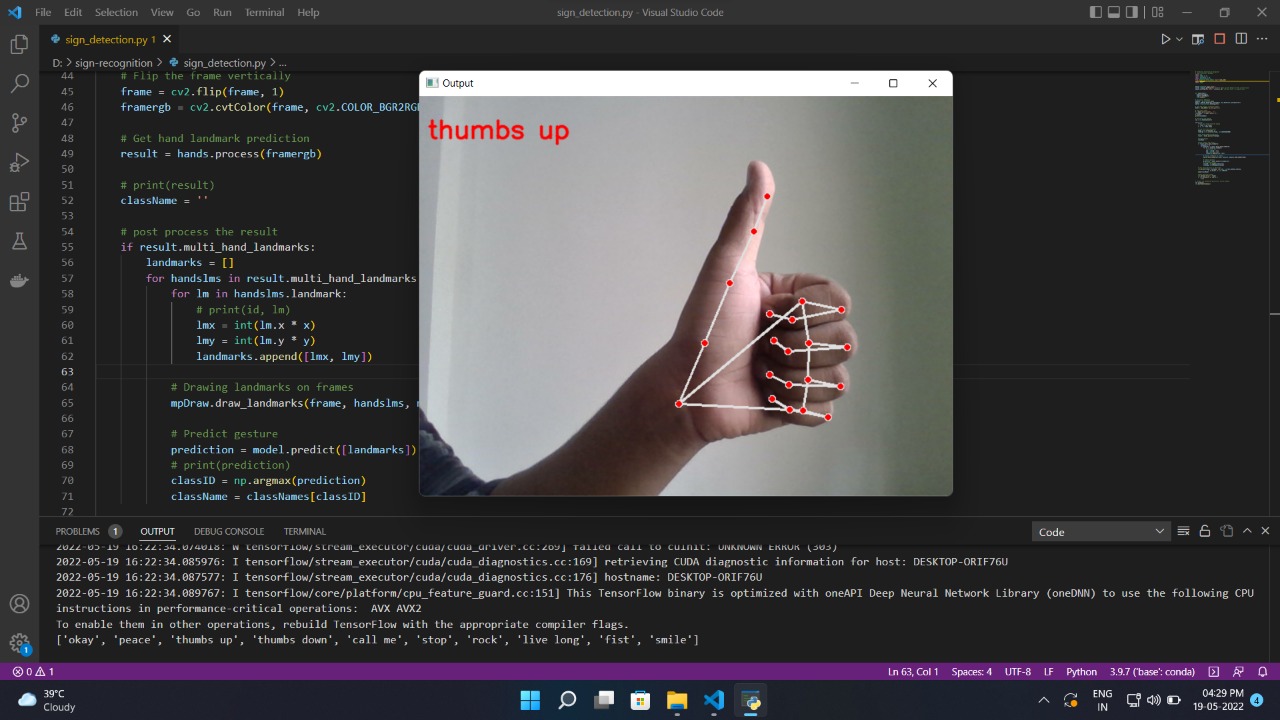 File Edit Selection View Go Run Terminal Help
sign_detection.py - Visual Studio Code
sign_detection.py 1
D: > sign-recognition > sign_detection.py > ...
44 # Flip the frame vertically
45 frame = cv2.flip(frame, 1)
46 framergb = cv2.cvtColor(frame, cv2.COLOR_BGR2RG
47
48 # Get hand landmark prediction
49 result = hands.process(framergb)
50
51 # print(result)
52 className = ''
53
54 # post process the result
55 if result.multi_hand_landmarks:
56 landmarks = []
57 for handslms in result.multi_hand_landmarks
58 for lm in handslms.landmark:
59 # print(id, lm)
60 lmx = int(lm.x * x)
61 lmy = int(lm.y * y)
62 landmarks.append([lmx, lmy])
63
64 # Drawing landmarks on frames
65 mpDraw.draw_landmarks(frame, handslms,
66
67 # Predict gesture
68 prediction = model.predict([landmarks])
69 # print(prediction)
70 classID = np.argmax(prediction)
71 className = classNames[classID]
72
Output
thumbs up
PROBLEMS 1 OUTPUT DEBUG CONSOLE TERMINAL
Code
2022-05-19 16:22:34.074018: W tensorflow/stream_executor/cuda/cuda_driver.cc:269] failed call to cuInit: UNKNOWN ERROR (303)
2022-05-19 16:22:34.085976: I tensorflow/stream_executor/cuda/cuda_diagnostics.cc:169] retrieving CUDA diagnostic information for host: DESKTOP-ORIF76U
2022-05-19 16:22:34.087577: I tensorflow/stream_executor/cuda/cuda_diagnostics.cc:176] hostname: DESKTOP-ORIF76U
2022-05-19 16:22:34.089767: I tensorflow/core/platform/cpu_feature_guard.cc:151] This TensorFlow binary is optimized with oneAPI Deep Neural Network Library (oneDNN) to use the following CPU
instructions in performance-critical operations: AVX AVX2
To enable them in other operations, rebuild TensorFlow with the appropriate compiler flags.
['okay', 'peace', 'thumbs up', 'thumbs down', 'call me', 'stop', 'rock', 'live long', 'fist', 'smile']
1
0 1
Ln 63, Col 1 Spaces: 4 UTF-8 LF Python 3.9.7 ('base': conda)
39°C
Cloudy
ENG
IN
04:29 PM
19-05-2022
4